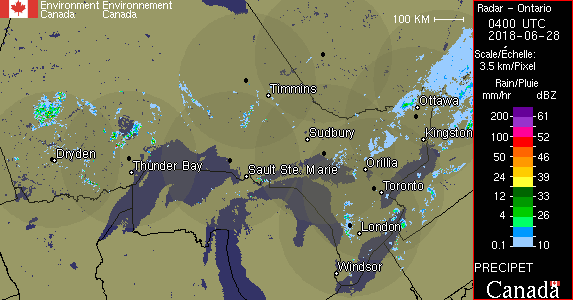 Environment Environnement
Canada Canada
100 KM
Timmins
Ottawa
Sudbury
Kingston
Dryden
Thunder Bay
Sault Ste. Marie
Orillia
Toronto
London
Windsor
Radar - Ontario
0400 UTC
2018-06-28
Scale/Échelle:
3.5 km/Pixel
Rain/Pluie
mm/hr dBZ
200 61
100 52
50 46
24 39
12 33
4 26
0.1 10
PRECIPET
Canada